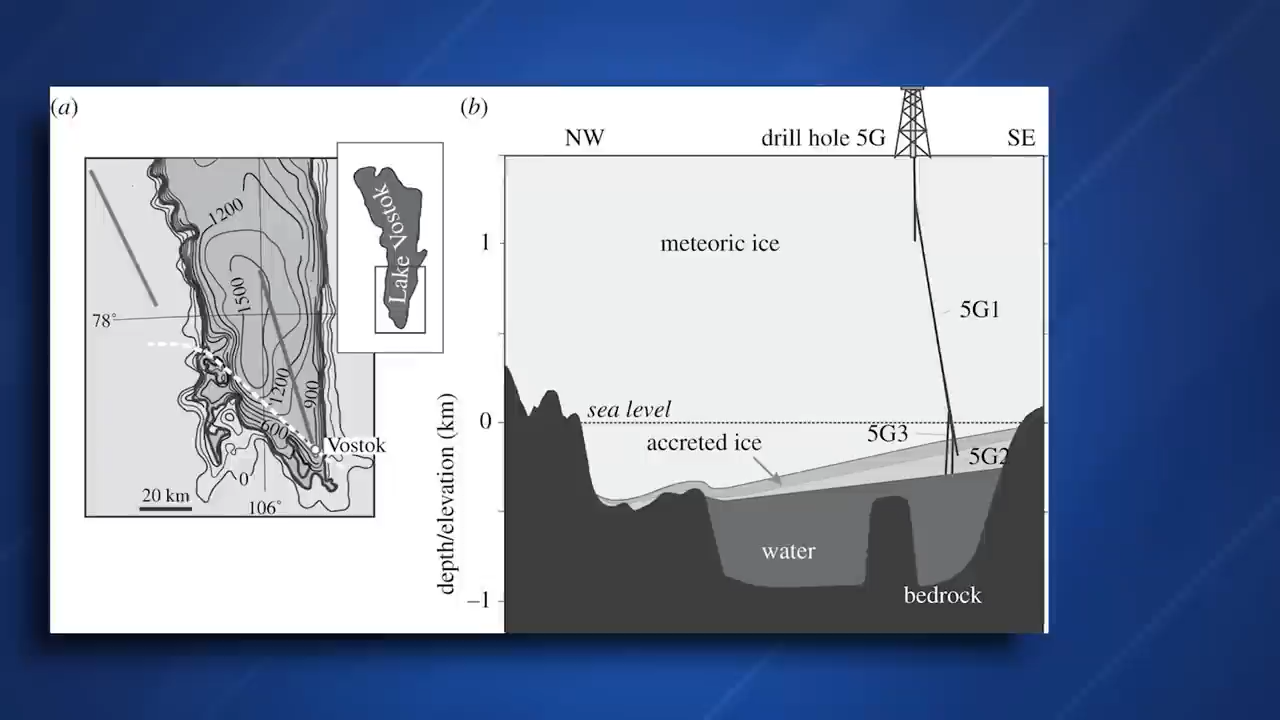 (a)
1200
1500
78°
1200
900
600
0
Vostok
20 km
106°
Lake Vostok
(b)
NW
drill hole 5G
SE
1
meteoric ice
5G1
depth/elevation (km)
0
sea level
accreted ice
5G3
5G2
water
–1
bedrock